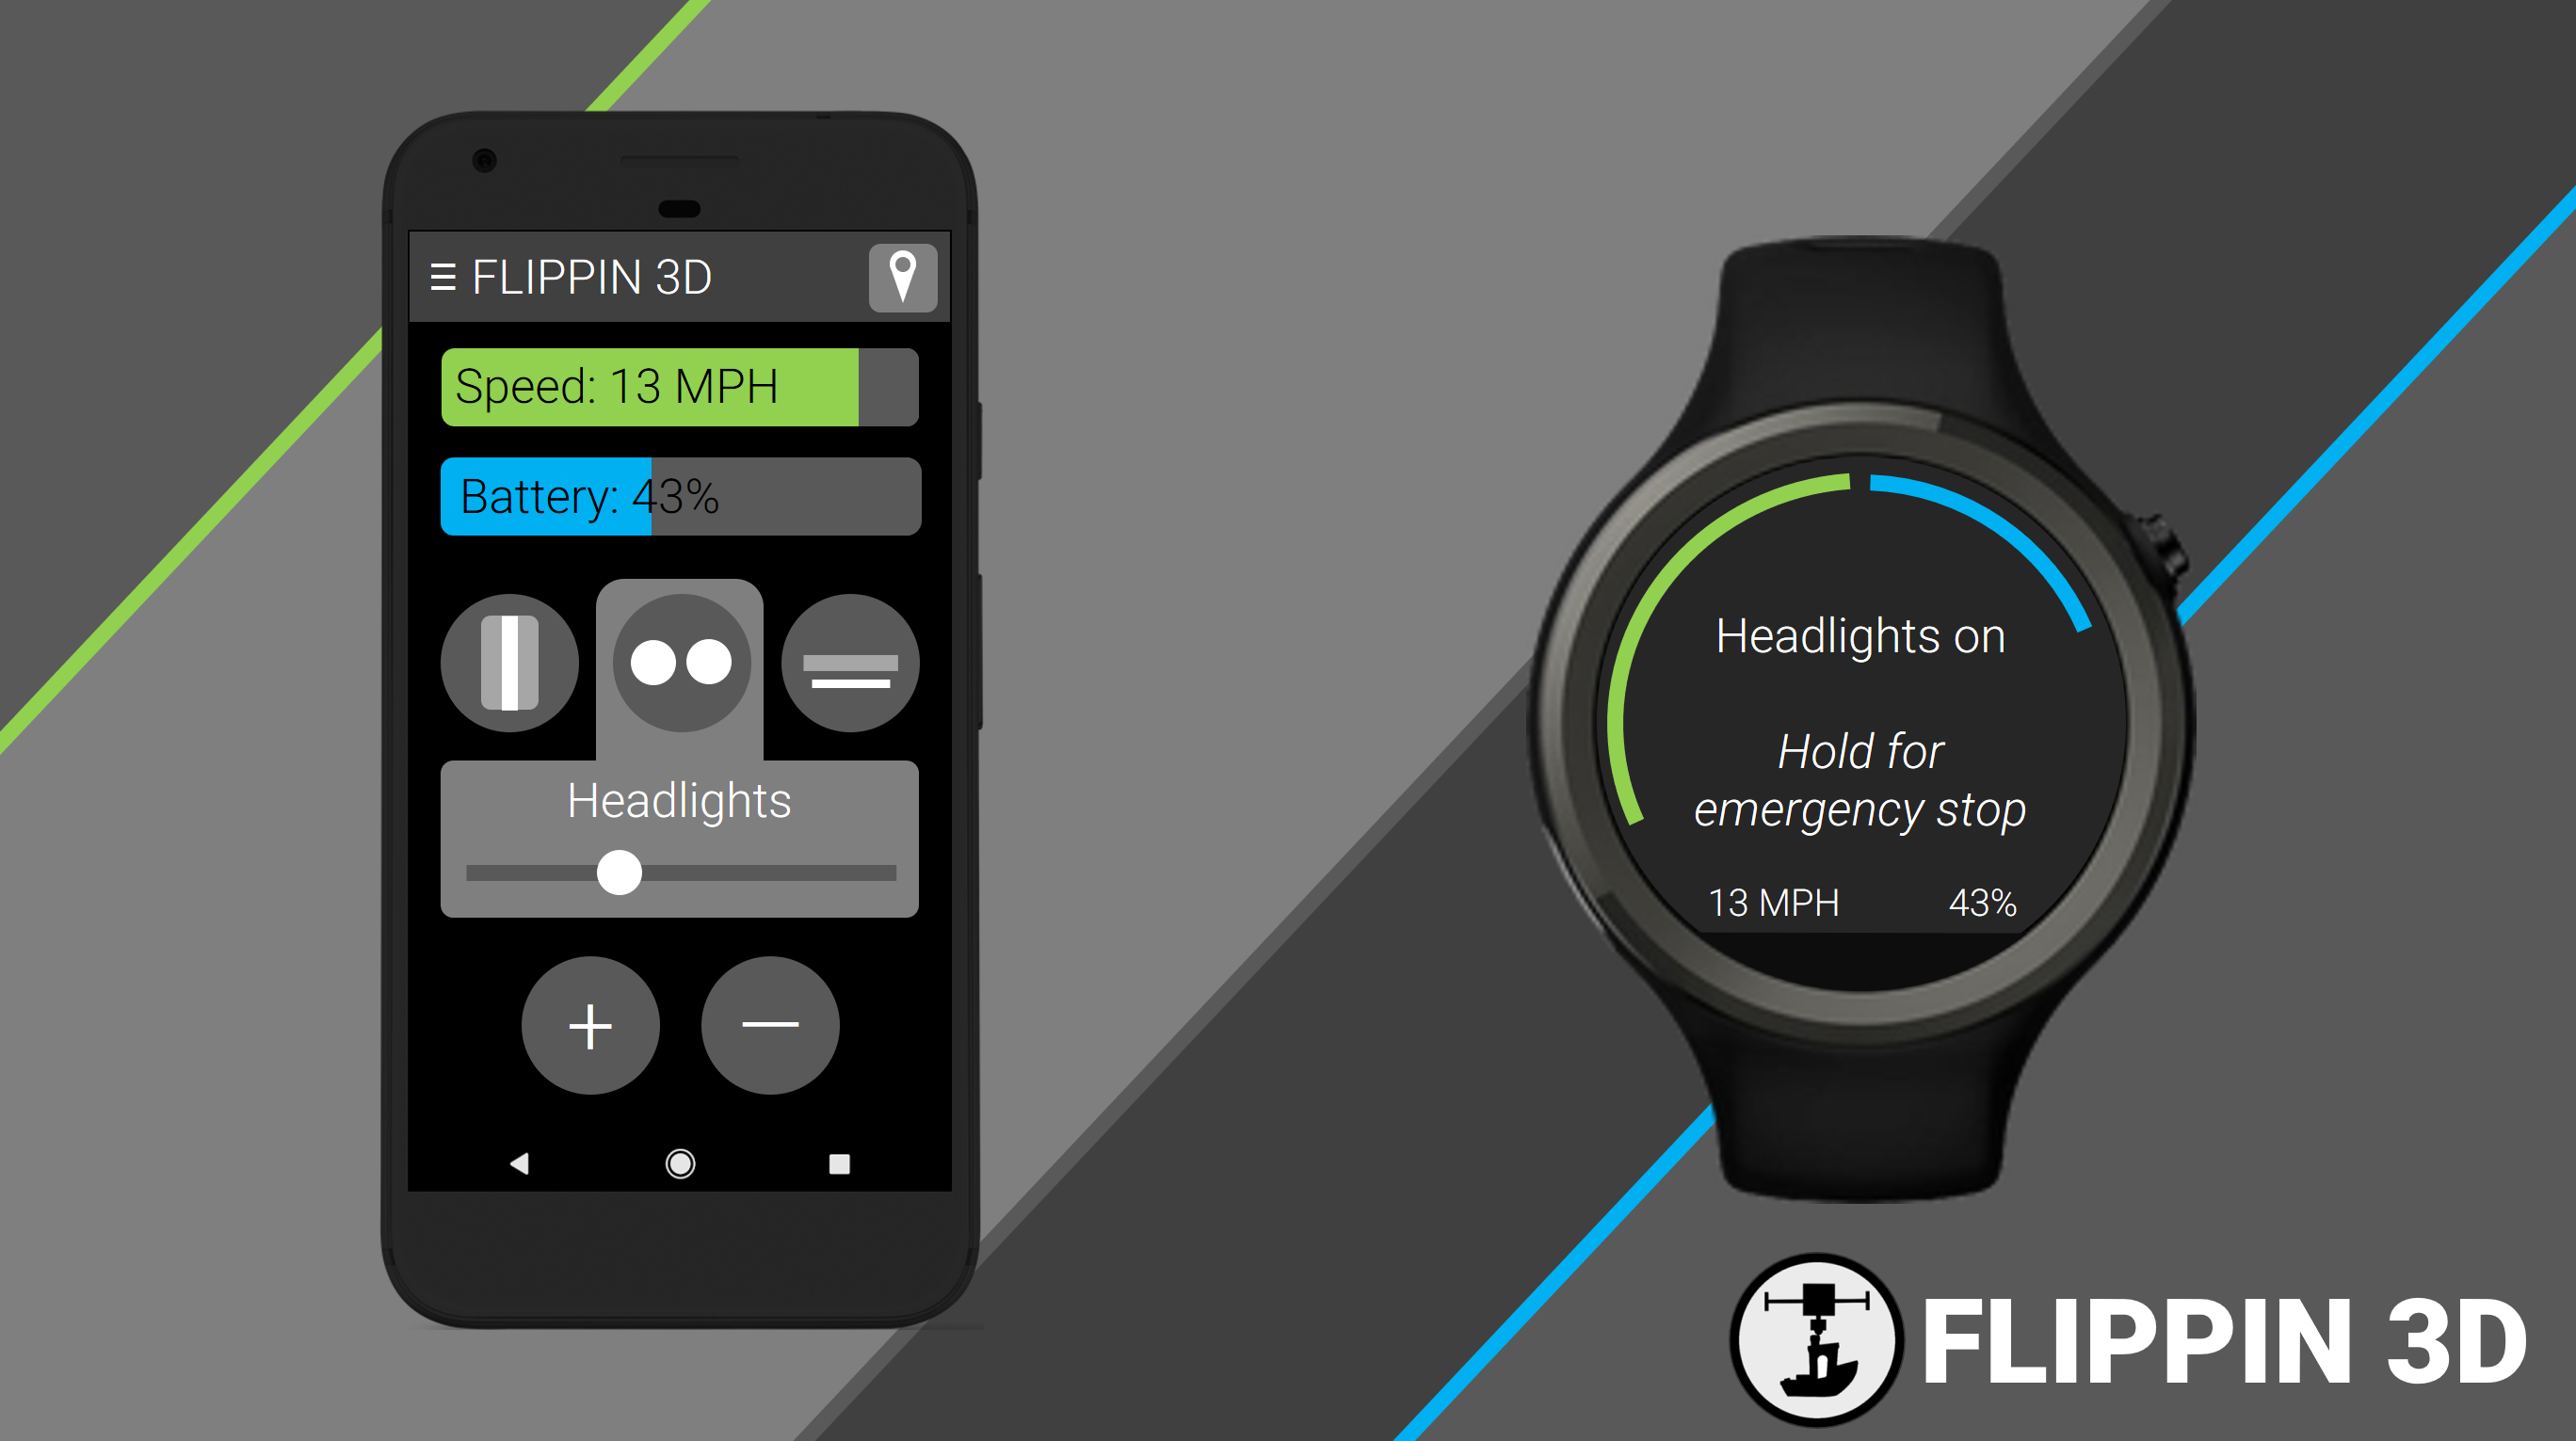 FLIPPIN 3D
Speed: 13 MPH
Battery: 43%
Headlights
+
—
Headlights on
Hold for
emergency stop
13 MPH
43%
FLIPPIN 3D